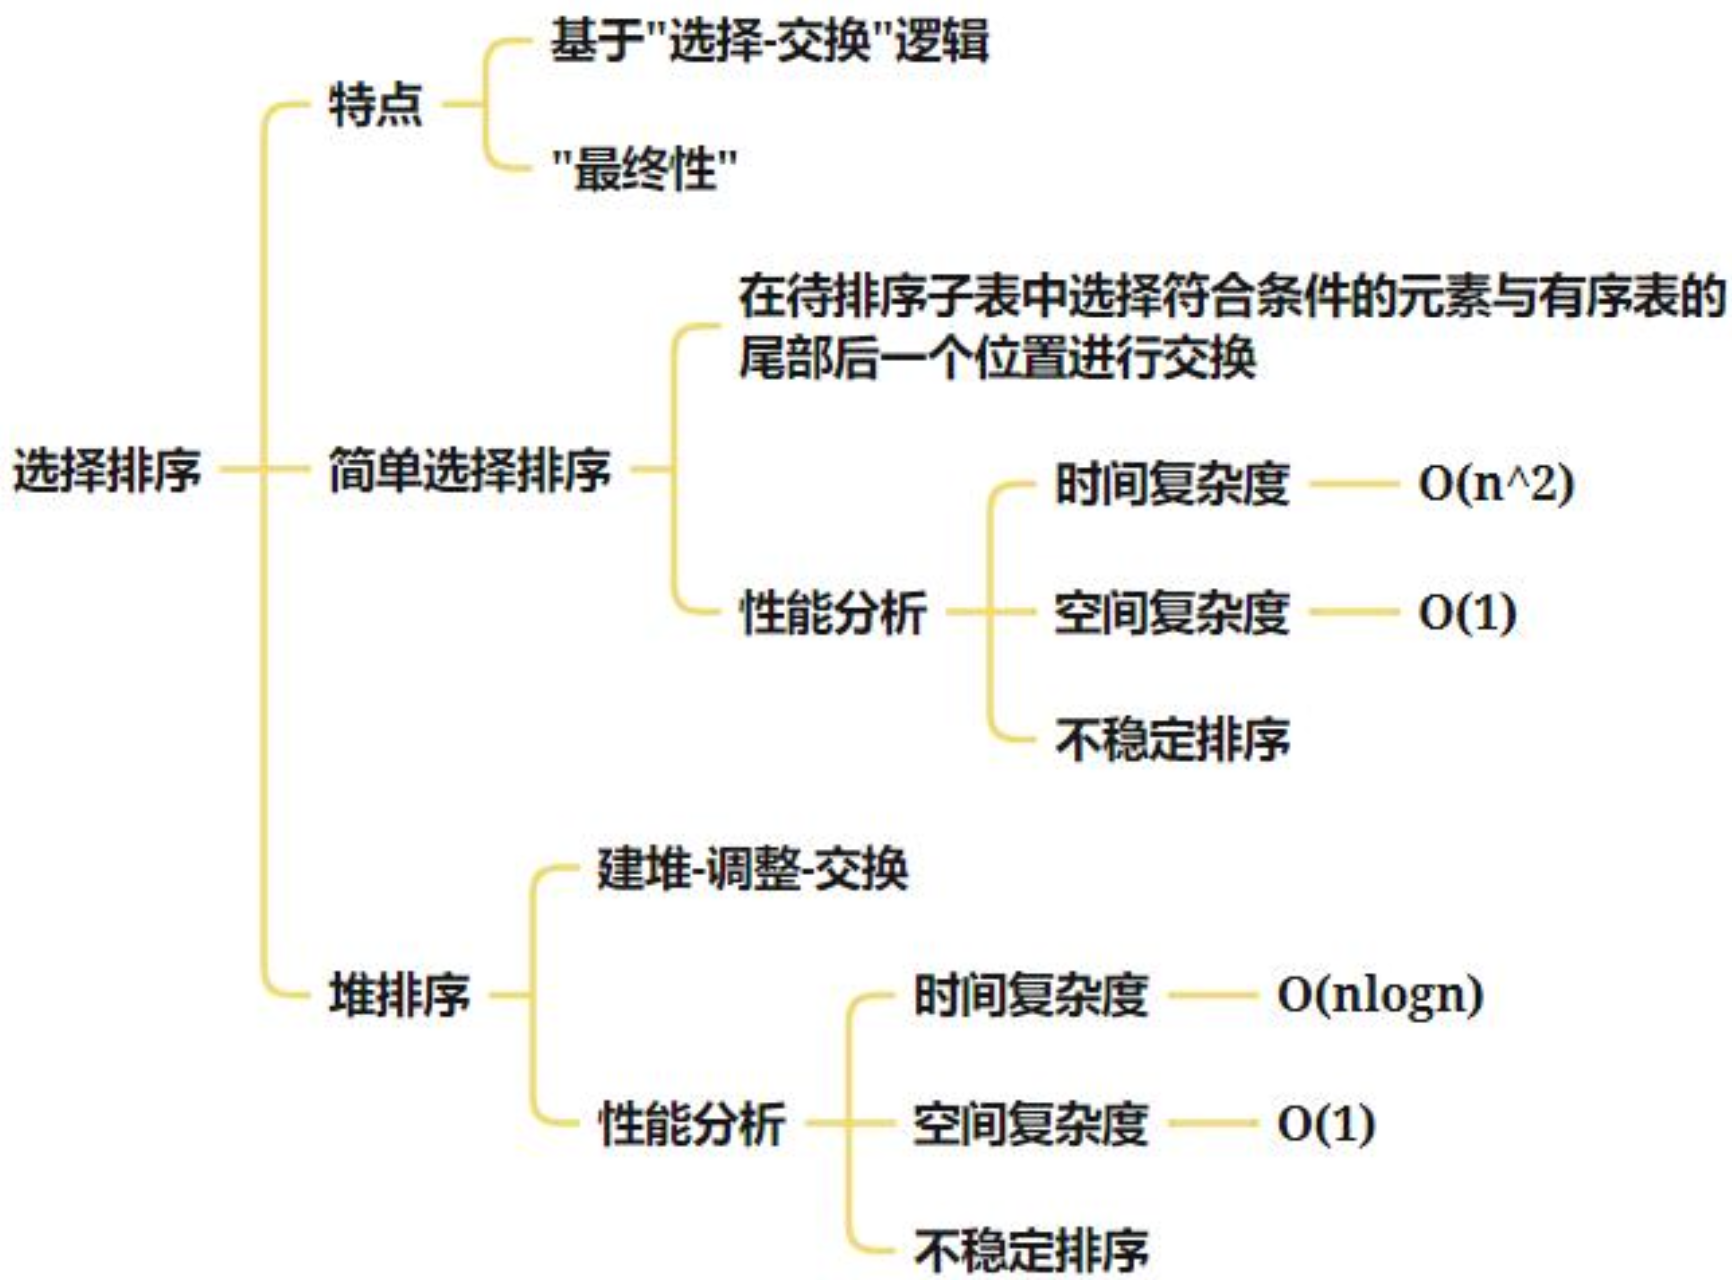 基于"选择-交换"逻辑
特点
"最终性"
在待排序子表中选择符合条件的元素与有序表的
尾部后一个位置进行交换
选择排序
简单选择排序
时间复杂度
O(n^2)
性能分析
空间复杂度
O(1)
不稳定排序
建堆-调整-交换
堆排序
时间复杂度
O(nlogn)
性能分析
空间复杂度
O(1)
不稳定排序